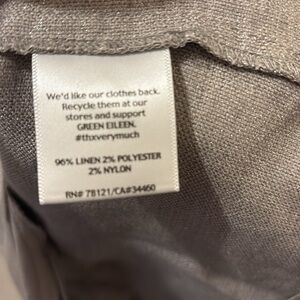 We'd like our clothes back.
Recycle them at our
stores and support
GREEN EILEEN.
#thxverymuch
96% LINEN 2% POLYESTER
2% NYLON
RN# 78121/CA#34460